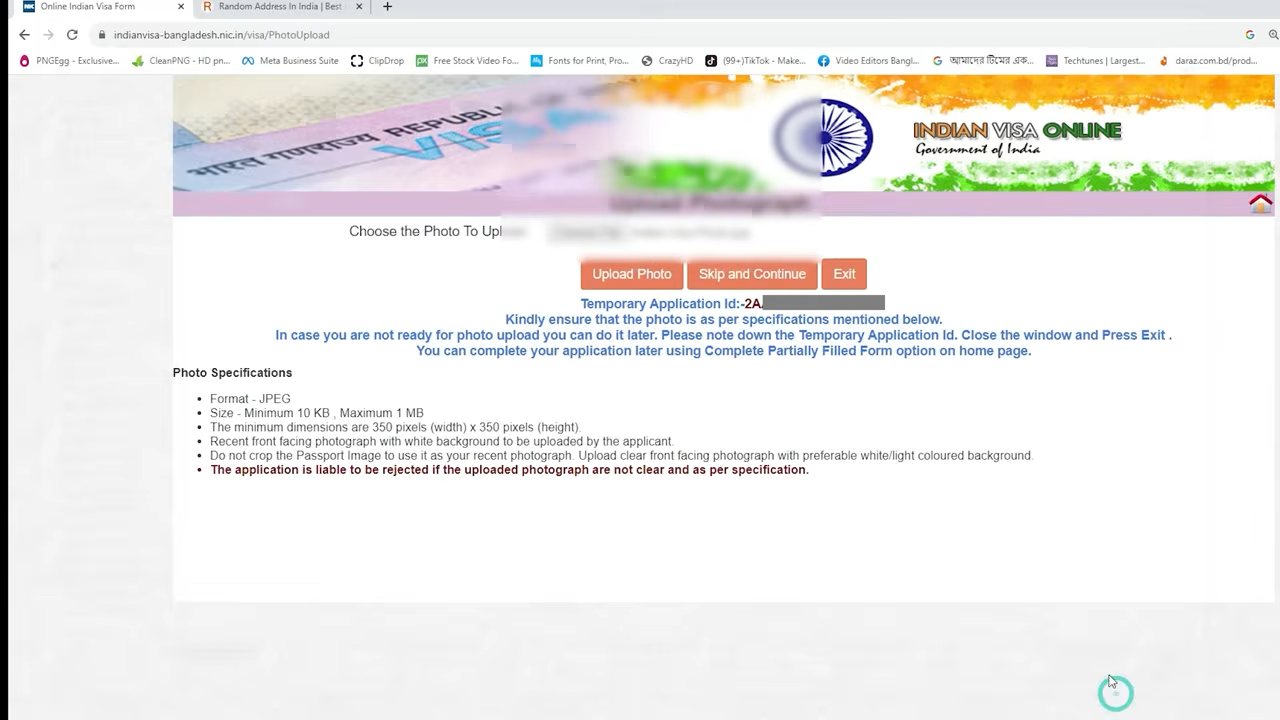 Online Indian Visa Form
Random Address In India | Best
indianvisa-bangladesh.nic.in/visa/PhotoUpload
PNGEgg - Exclusive... CleanPNG - HD pn... Meta Business Suite ClipDrop Free Stock Video Fo... Fonts for Print, Pro... CrazyHD (99+)TikTok - Make... Video Editors Bangl... আমাদের টিমের এক... Techtunes | Largest... daraz.com.bd/prod...
भारत गणराज्य REPUBLIC
VISA
INDIAN VISA ONLINE
Government of India
Upload Photograph
Choose the Photo To Upl
Upload Photo Skip and Continue Exit
Temporary Application Id:-2A
Kindly ensure that the photo is as per specifications mentioned below.
In case you are not ready for photo upload you can do it later. Please note down the Temporary Application Id. Close the window and Press Exit .
You can complete your application later using Complete Partially Filled Form option on home page.
Photo Specifications
• Format - JPEG
• Size - Minimum 10 KB , Maximum 1 MB
• The minimum dimensions are 350 pixels (width) x 350 pixels (height).
• Recent front facing photograph with white background to be uploaded by the applicant.
• Do not crop the Passport Image to use it as your recent photograph. Upload clear front facing photograph with preferable white/light coloured background.
• The application is liable to be rejected if the uploaded photograph are not clear and as per specification.